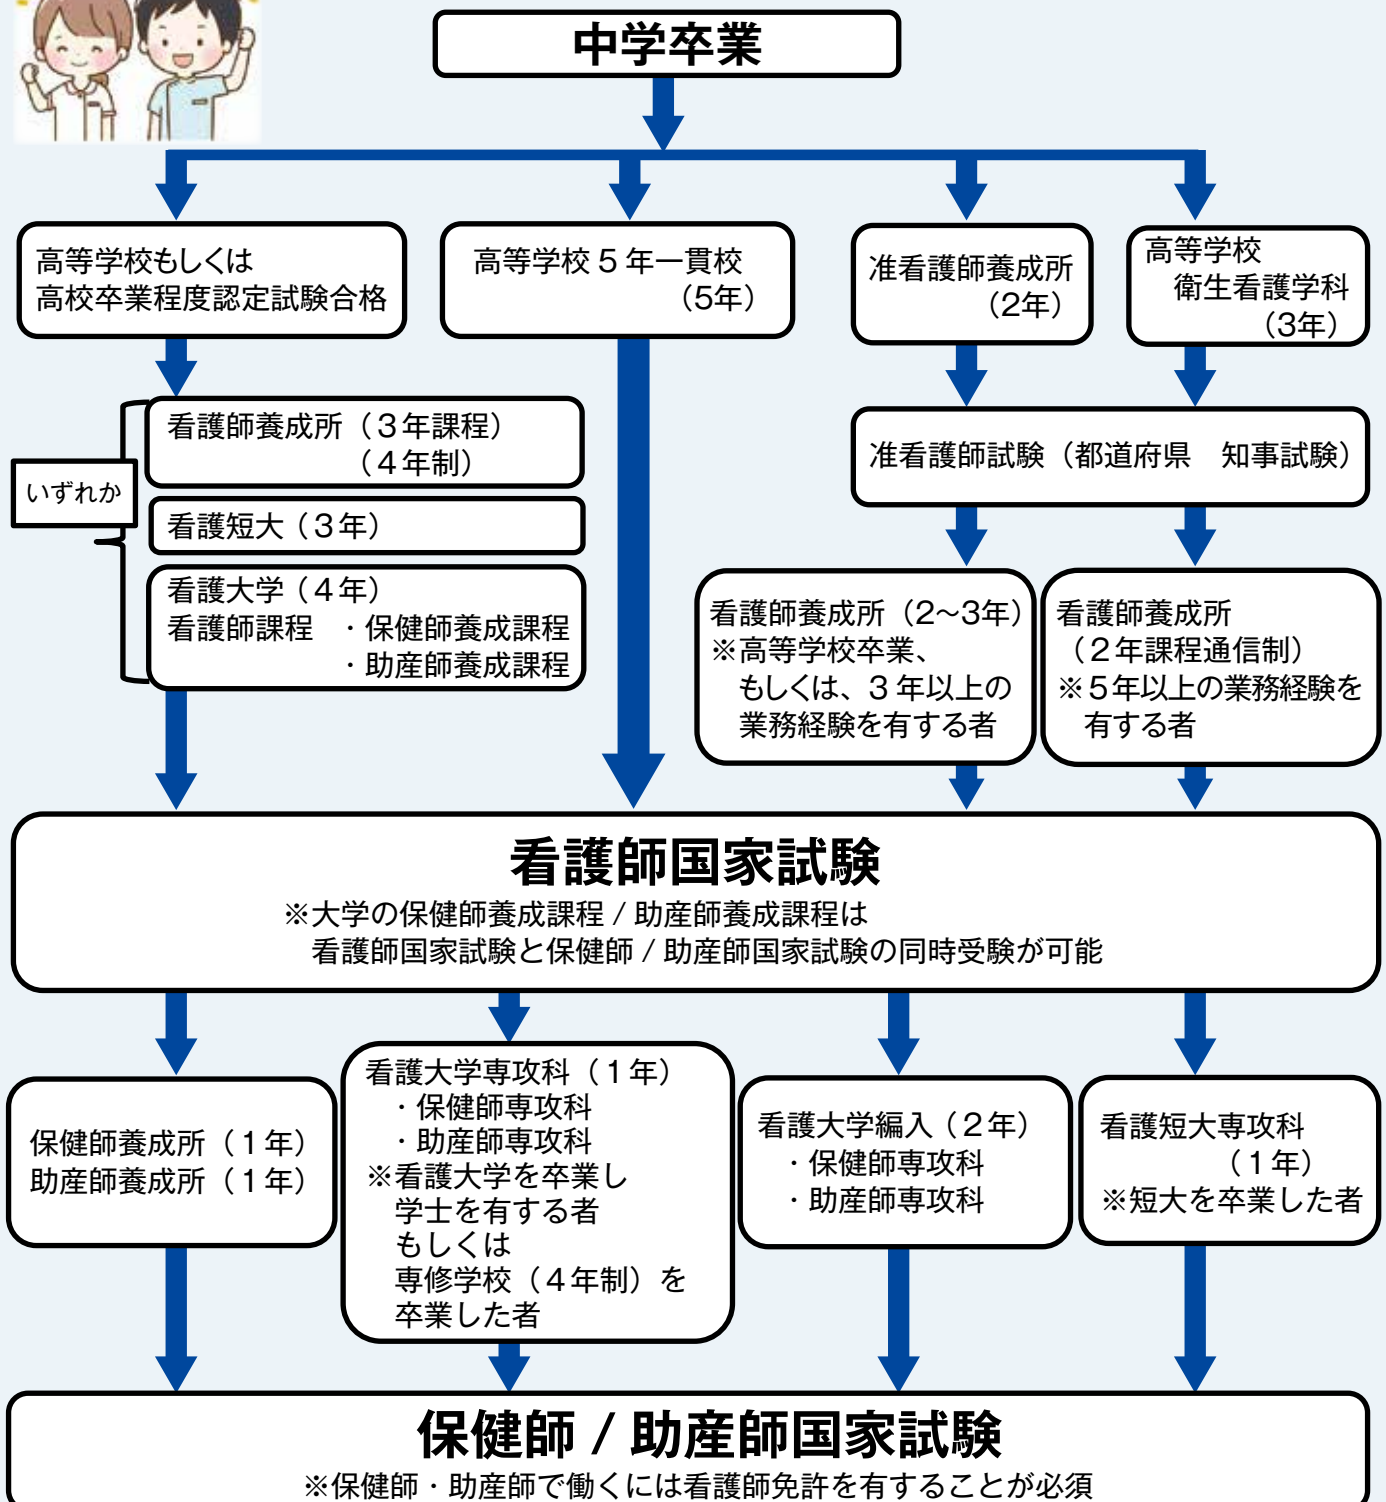 中学卒業
高等学校もしくは
高校卒業程度認定試験合格
高等学校５年一貫校
（5年）
准看護師養成所
（2年）
高等学校
衛生看護学科
（3年）
いずれか
看護師養成所（３年課程）
（４年制）
看護短大（３年）
看護大学（４年）
看護師課程　・保健師養成課程
・助産師養成課程
准看護師試験（都道府県　知事試験）
看護師養成所（2〜3年）
※高等学校卒業、
もしくは、３年以上の
業務経験を有する者
看護師養成所
（２年課程通信制）
※５年以上の業務経験を
有する者
看護師国家試験
※大学の保健師養成課程 / 助産師養成課程は
看護師国家試験と保健師 / 助産師国家試験の同時受験が可能
保健師養成所（１年）
助産師養成所（１年）
看護大学専攻科（１年）
・保健師専攻科
・助産師専攻科
※看護大学を卒業し
学士を有する者
もしくは
専修学校（４年制）を
卒業した者
看護大学編入（２年）
・保健師専攻科
・助産師専攻科
看護短大専攻科
（１年）
※短大を卒業した者
保健師 / 助産師国家試験
※保健師・助産師で働くには看護師免許を有することが必須